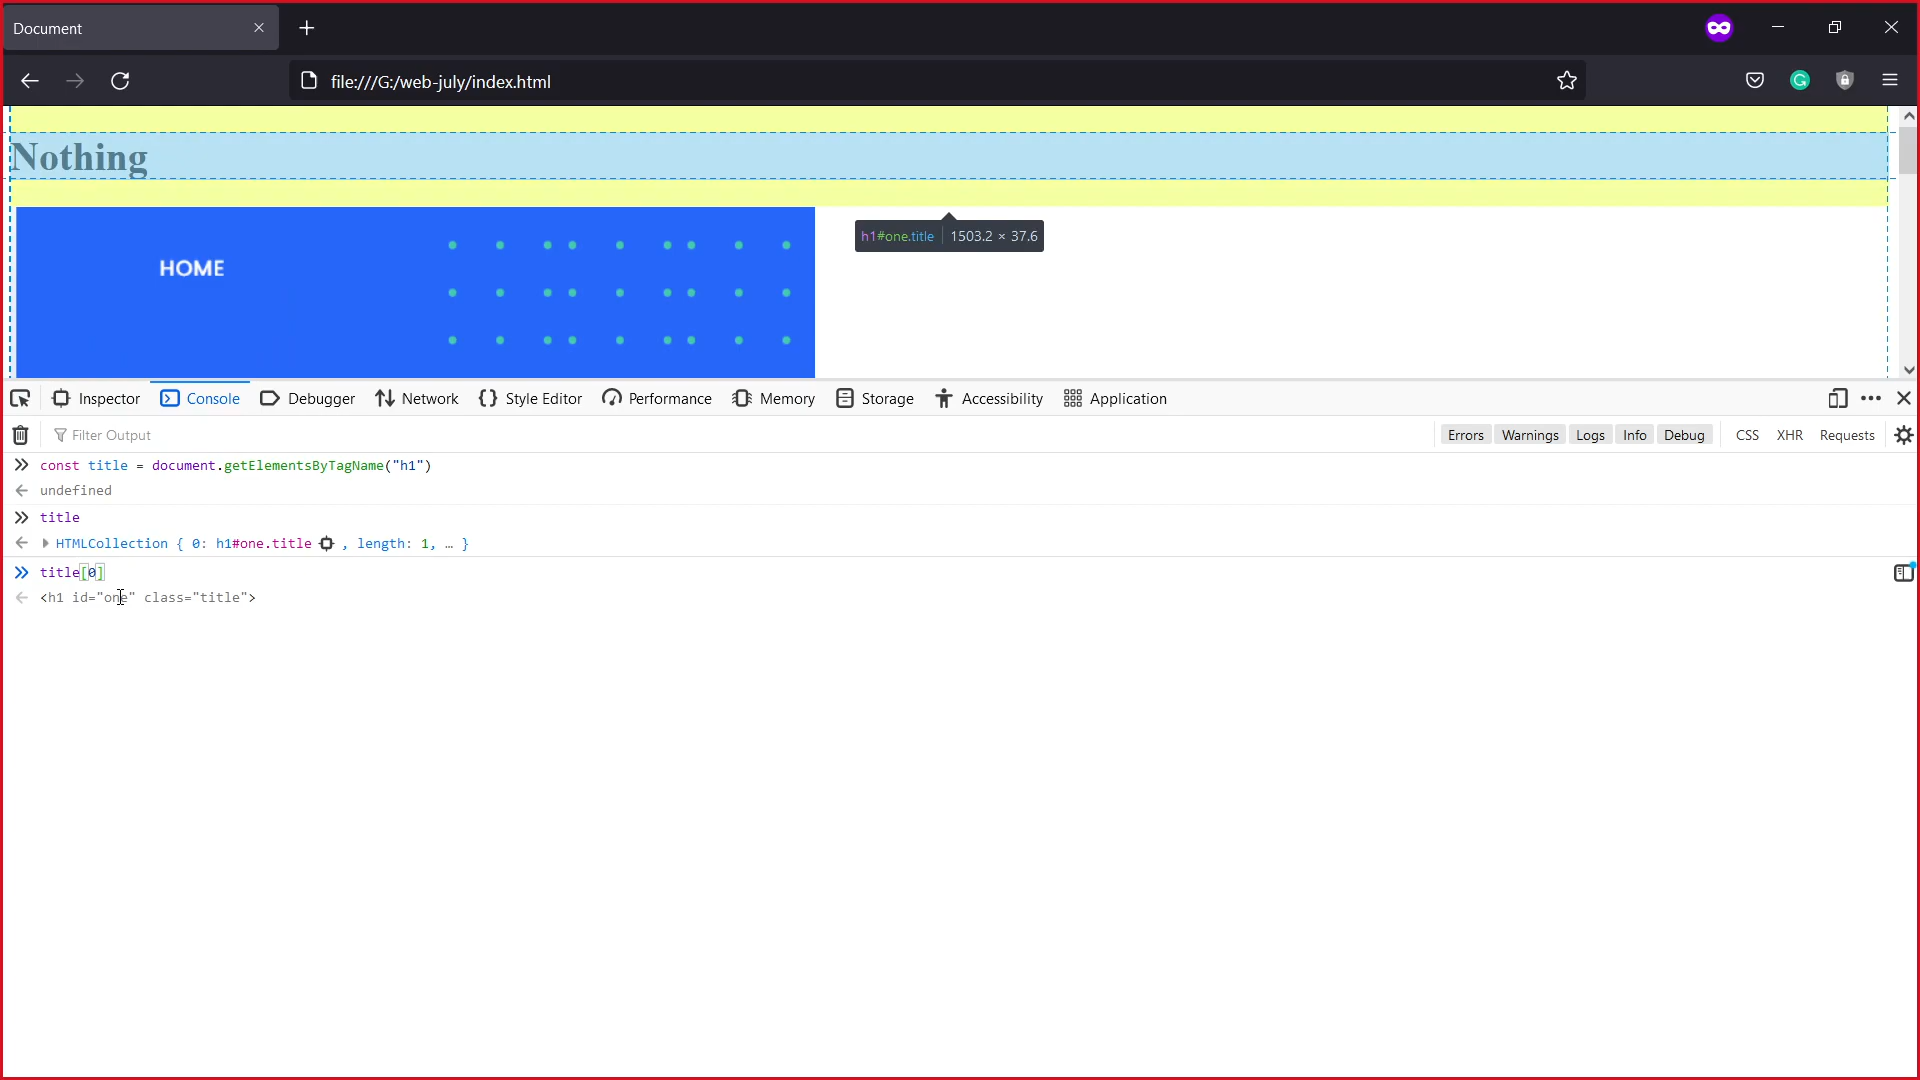 Document
file:///G:/web-july/index.html
Nothing
h1#one.title 1503.2 × 37.6
HOME
Inspector Console Debugger Network Style Editor Performance Memory Storage Accessibility Application
Filter Output Errors Warnings Logs Info Debug CSS XHR Requests
const title = document.getElementsByTagName("h1")
undefined
title
HTMLCollection { 0: h1#one.title , length: 1, … }
title[0]
<h1 id="one" class="title">